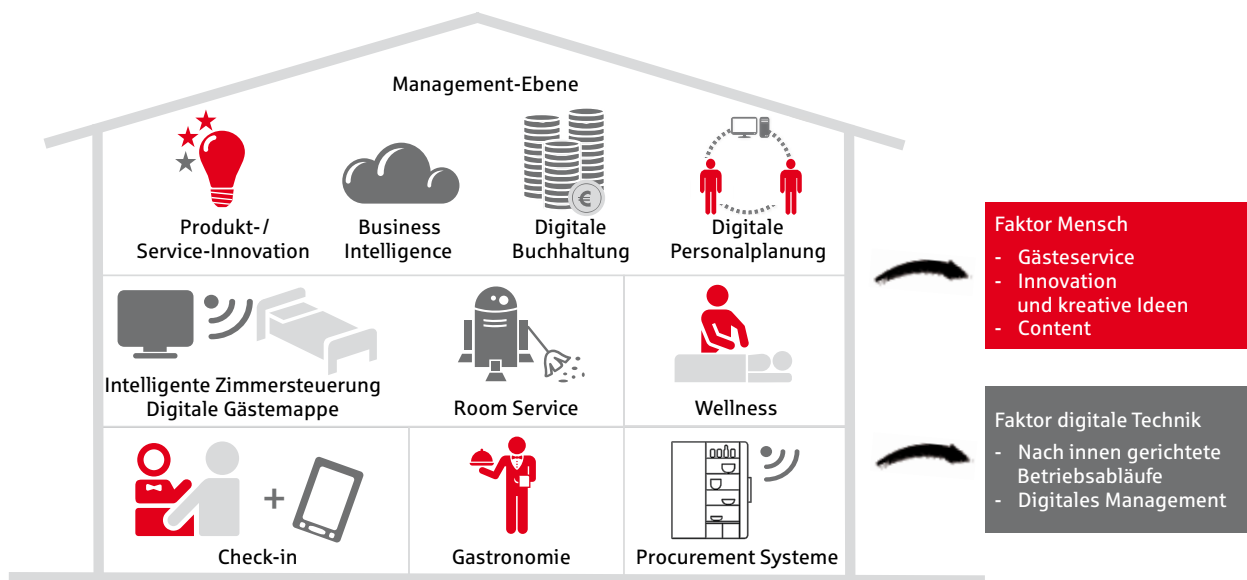 Management-Ebene
Produkt-/
Service-Innovation
Business
Intelligence
€
Digitale
Buchhaltung
Digitale
Personalplanung
Intelligente Zimmersteuerung
Digitale Gästemappe
Room Service
Wellness
+
Check-in
Gastronomie
Procurement Systeme
Faktor Mensch
- Gästeservice
- Innovation
und kreative Ideen
- Content
Faktor digitale Technik
- Nach innen gerichtete
Betriebsabläufe
- Digitales Management